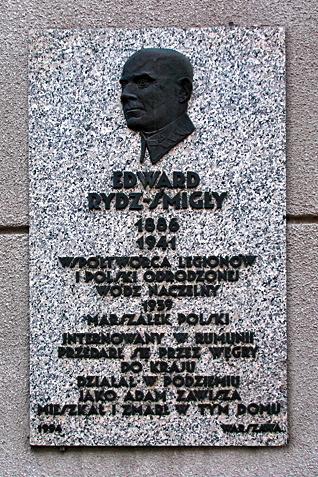 EDWARD
RYDZ-ŚMIGŁY
1886
1941
WSPÓŁTWÓRCA LEGIONÓW
I POLSKI ODRODZONEJ
WÓDZ NACZELNY
1939
MARSZAŁEK POLSKI
INTERNOWANY W RUMUNII
PRZEDARŁ SIĘ PRZEZ WĘGRY
DO KRAJU
DZIAŁAŁ W PODZIEMIU
JAKO ADAM ZAWISZA
MIESZKAŁ I ZMARŁ W TYM DOMU
1994 WARSZAWA